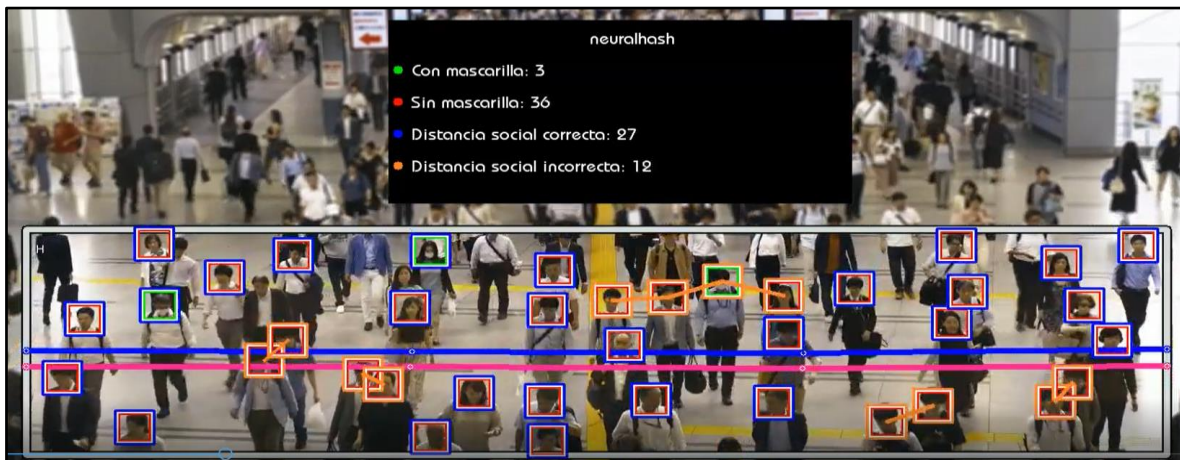 neuralhash
Con mascarilla: 3
Sin mascarilla: 36
Distancia social correcta: 27
Distancia social incorrecta: 12
H